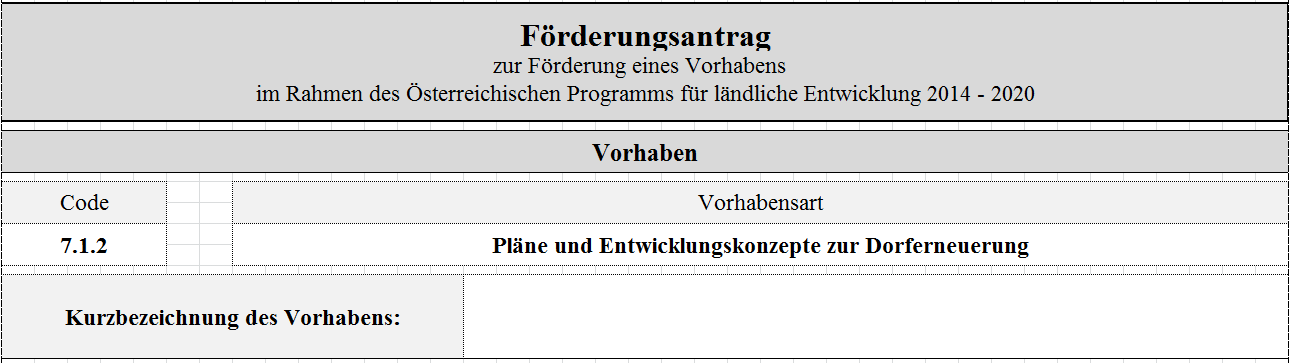 Förderungsantrag
zur Förderung eines Vorhabens
im Rahmen des Österreichischen Programms für ländliche Entwicklung 2014 - 2020
Vorhaben
Code Vorhabensart
7.1.2 Pläne und Entwicklungskonzepte zur Dorferneuerung
Kurzbezeichnung des Vorhabens: